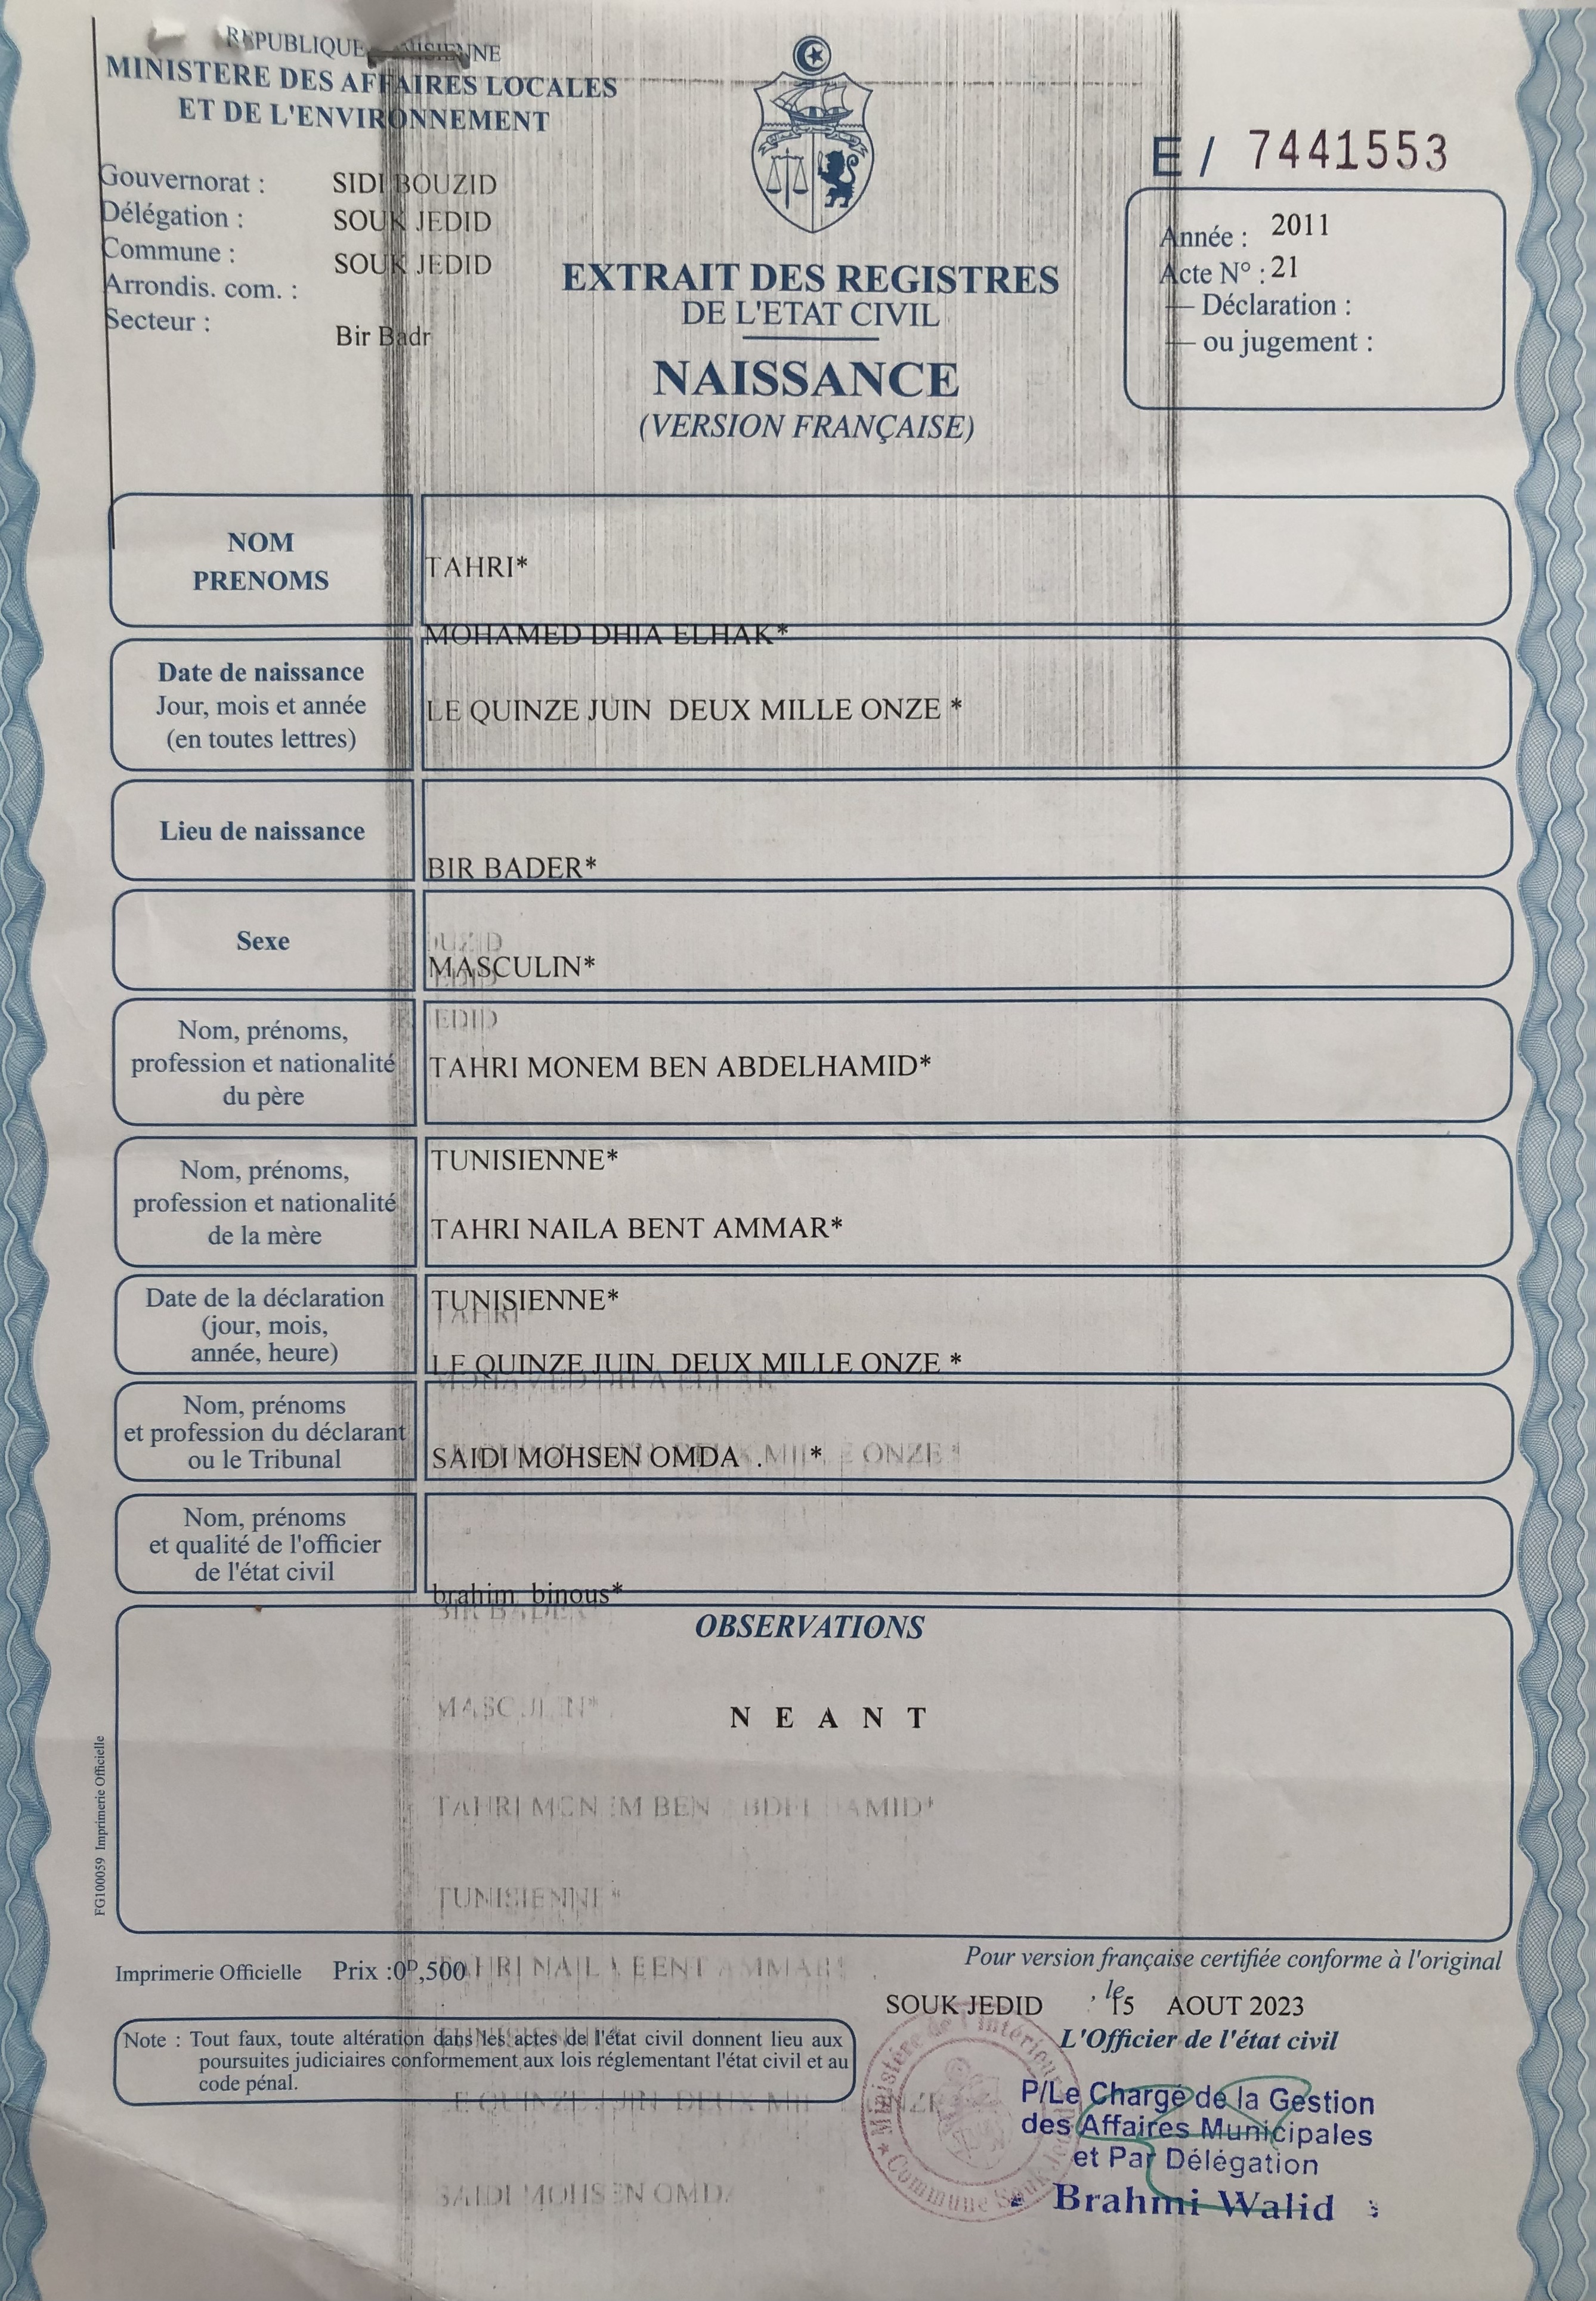 REPUBLIQUE TUNISIENNE
MINISTERE DES AFFAIRES LOCALES
ET DE L'ENVIRONNEMENT
Gouvernorat : SIDI BOUZID
Délégation : SOUK JEDID
Commune : SOUK JEDID
Arrondis. com. :
Secteur : Bir Badr
E / 7441553
Année : 2011
Acte N° : 21
— Déclaration :
— ou jugement :
EXTRAIT DES REGISTRES
DE L'ETAT CIVIL
NAISSANCE
(VERSION FRANÇAISE)
NOM
PRENOMS
TAHRI*
MOHAMED DHIA ELHAK*
Date de naissance
Jour, mois et année
(en toutes lettres)
LE QUINZE JUIN DEUX MILLE ONZE *
Lieu de naissance
BIR BADER*
Sexe
MASCULIN*
Nom, prénoms,
profession et nationalité
du père
TAHRI MONEM BEN ABDELHAMID*
TUNISIENNE*
Nom, prénoms,
profession et nationalité
de la mère
TAHRI NAILA BENT AMMAR*
TUNISIENNE*
Date de la déclaration
(jour, mois,
année, heure)
LE QUINZE JUIN DEUX MILLE ONZE *
Nom, prénoms
et profession du déclarant
ou le Tribunal
SAIDI MOHSEN OMDA . *
Nom, prénoms
et qualité de l'officier
de l'état civil
brahim binous*
OBSERVATIONS
N E A N T
FG100059 Imprimerie Officielle
Imprimerie Officielle Prix :0D,500
Pour version française certifiée conforme à l'original
SOUK JEDID , le 15 AOUT 2023
L'Officier de l'état civil
Note : Tout faux, toute altération dans les actes de l'état civil donnent lieu aux
poursuites judiciaires conformement aux lois réglementant l'état civil et au
code pénal.
Ministère de l'Intérieur
Commune Souk Jedid
P/Le Chargé de la Gestion
des Affaires Municipales
et Par Délégation
Brahmi Walid